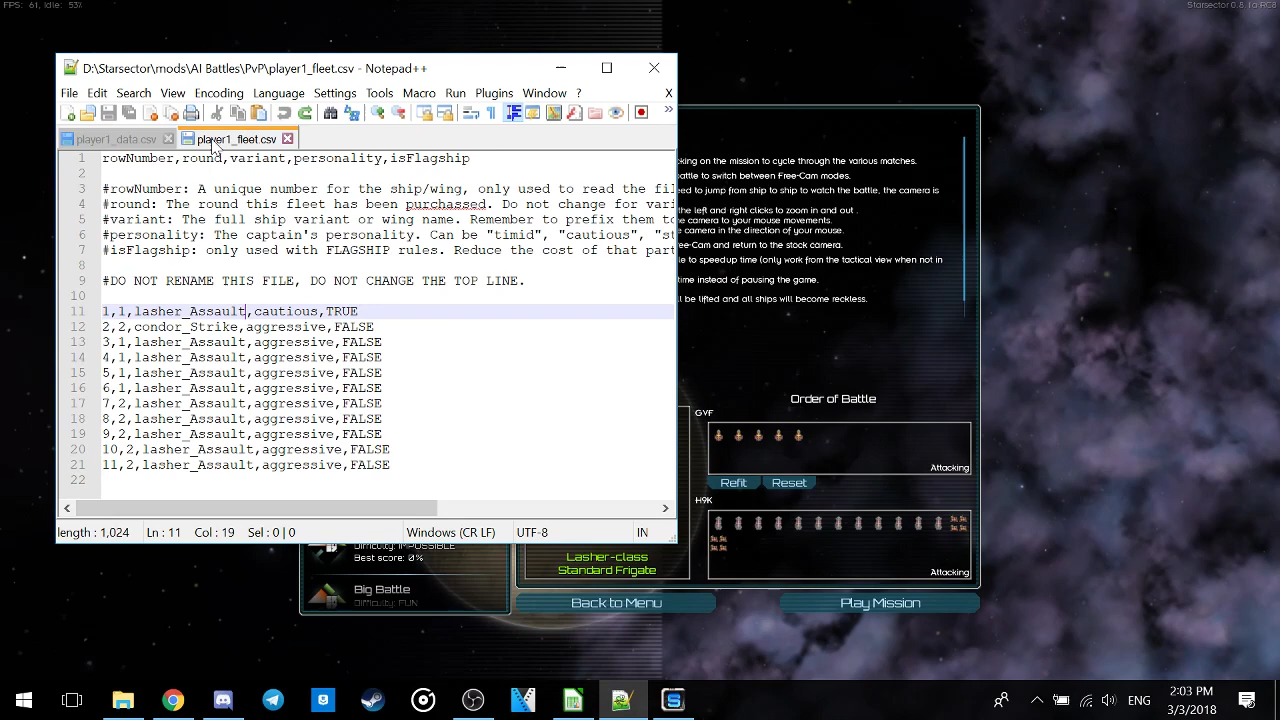 FPS: 61, Idle: 53%
Starsector 0.8.1a RC8
D:\Starsector\mods\AI Battles\PvP\player1_fleet.csv - Notepad++
File Edit Search View Encoding Language Settings Tools Macro Run Plugins Window ? X
player1_data.csv
player1_fleet.csv
1 rowNumber,round,variant,personality,isFlagship
2
3 #rowNumber: A unique number for the ship/wing, only used to read the fil
4 #round: The round this fleet has been purchassed. Do not change for vari
5 #variant: The full ship variant or wing name. Remember to prefix them to
6 #personality: The captain's personality. Can be "timid", "cautious", "st
7 #isFlagship: only used with FLAGSHIP rules. Reduce the cost of that part
8
9 #DO NOT RENAME THIS FILE, DO NOT CHANGE THE TOP LINE.
10
11 1,1,lasher_Assault,cautious,TRUE
12 2,2,condor_Strike,aggressive,FALSE
13 3,1,lasher_Assault,aggressive,FALSE
14 4,1,lasher_Assault,aggressive,FALSE
15 5,1,lasher_Assault,aggressive,FALSE
16 6,1,lasher_Assault,aggressive,FALSE
17 7,2,lasher_Assault,aggressive,FALSE
18 8,2,lasher_Assault,aggressive,FALSE
19 9,2,lasher_Assault,aggressive,FALSE
20 10,2,lasher_Assault,aggressive,FALSE
21 11,2,lasher_Assault,aggressive,FALSE
22
length : 1,024 Ln : 11 Col : 19 Sel : 0 | 0 Windows (CR LF) UTF-8 IN
cking on the mission to cycle through the various matches.
battle to switch between Free-Cam modes.
eed to jump from ship to ship to watch the battle, the camera is
the left and right clicks to zoom in and out .
e camera to your mouse movements.
camera in the direction of your mouse.
ree-Cam and return to the stock camera.
le to speedup time (only work from the tactical view when not in
time instead of pausing the game.
ll be lifted and all ships will become reckless.
Order of Battle
GVF
Attacking
Refit Reset
H9K
Attacking
Difficulty: IMPOSSIBLE
Best score: 0%
Big Battle
Difficulty: FUN
Lasher-class
Standard Frigate
Back to Menu
Play Mission
ENG
2:03 PM
3/3/2018